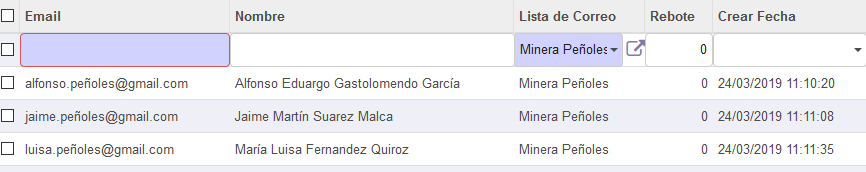 Email Nombre Lista de Correo Rebote Crear Fecha
Minera Peñoles 0
alfonso.peñoles@gmail.com Alfonso Eduargo Gastolomendo García Minera Peñoles 0 24/03/2019 11:10:20
jaime.peñoles@gmail.com Jaime Martín Suarez Malca Minera Peñoles 0 24/03/2019 11:11:08
luisa.peñoles@gmail.com María Luisa Fernandez Quiroz Minera Peñoles 0 24/03/2019 11:11:35